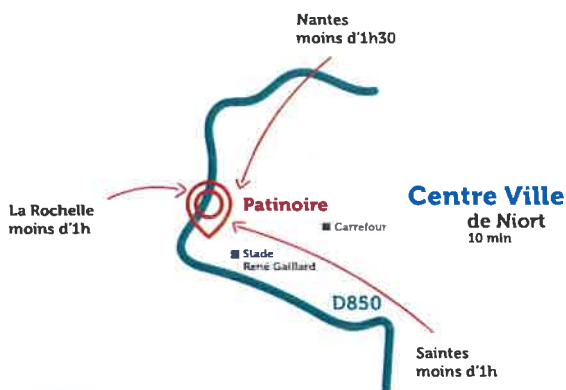 Nantes
moins d'1h30
La Rochelle
moins d'1h
Patinoire
Carrefour
Centre Ville
de Niort
10 min
Stade
René Gaillard
D850
Saintes
moins d'1h